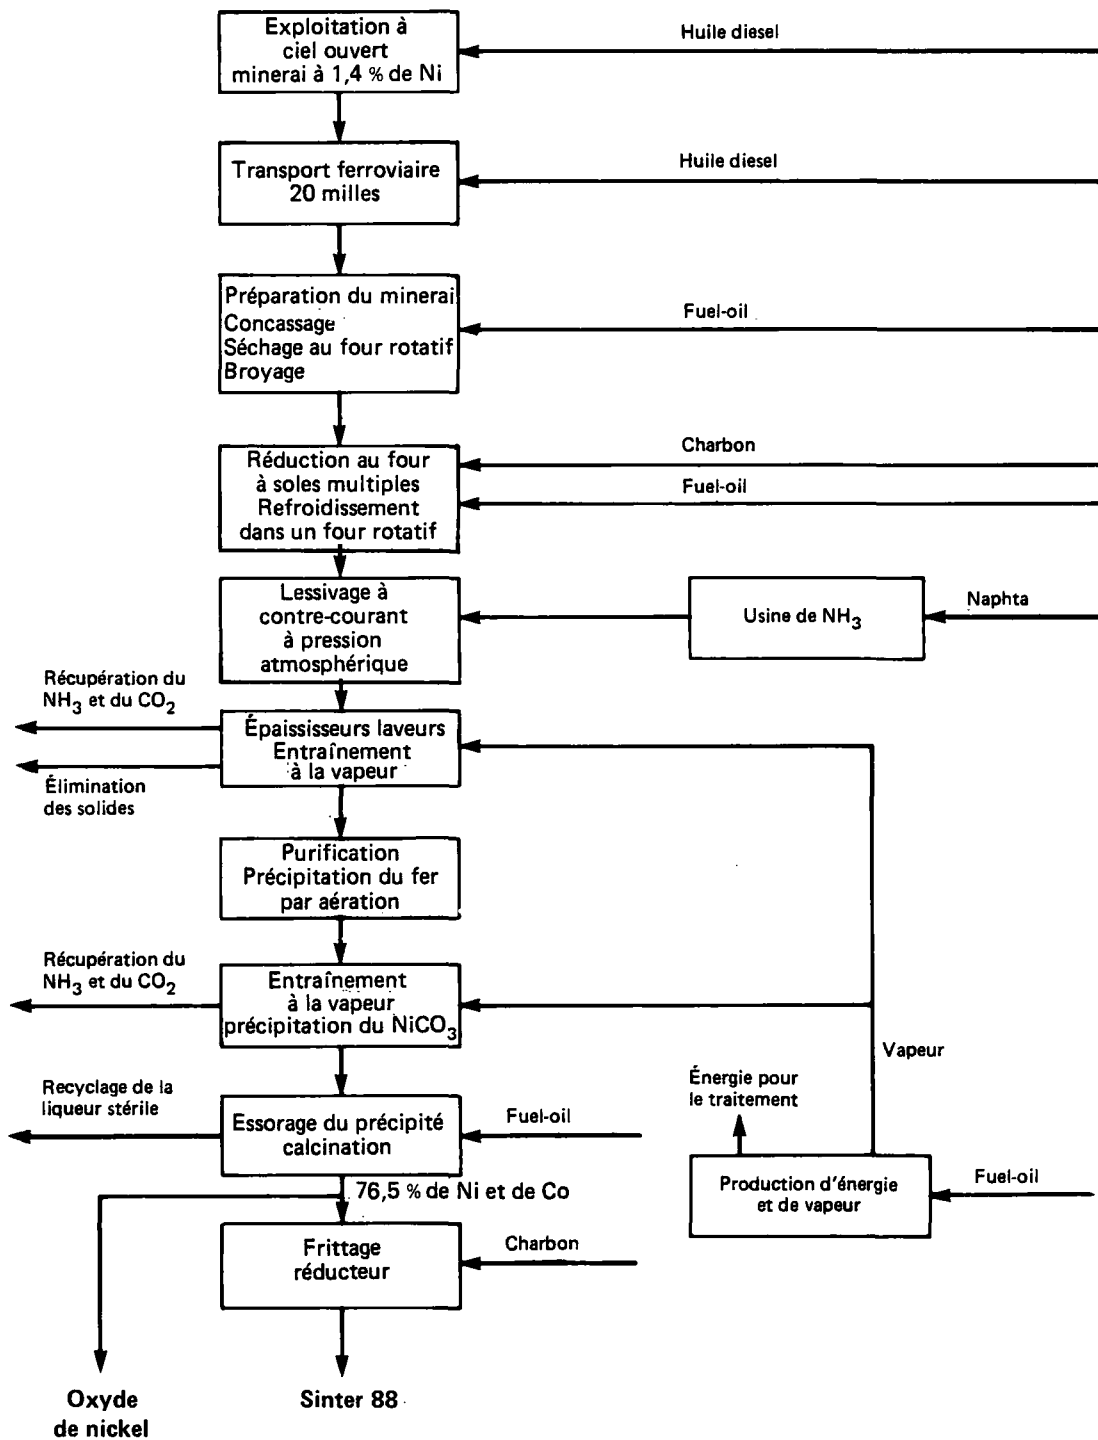 Exploitation à
ciel ouvert
minerai à 1,4 % de Ni
Huile diesel
Transport ferroviaire
20 milles
Huile diesel
Préparation du minerai
Concassage
Séchage au four rotatif
Broyage
Fuel-oil
Réduction au four
à soles multiples
Refroidissement
dans un four rotatif
Charbon
Fuel-oil
Lessivage à
contre-courant
à pression
atmosphérique
Usine de NH3
Naphta
Récupération du
NH3 et du CO2
Élimination
des solides
Épaississeurs laveurs
Entraînement
à la vapeur
Purification
Précipitation du fer
par aération
Récupération du
NH3 et du CO2
Entraînement
à la vapeur
précipitation du NiCO3
Vapeur
Recyclage de la
liqueur stérile
Essorage du précipité
calcination
Fuel-oil
Énergie pour
le traitement
Production d'énergie
et de vapeur
Fuel-oil
76,5 % de Ni et de Co
Frittage
réducteur
Charbon
Oxyde
de nickel
Sinter 88